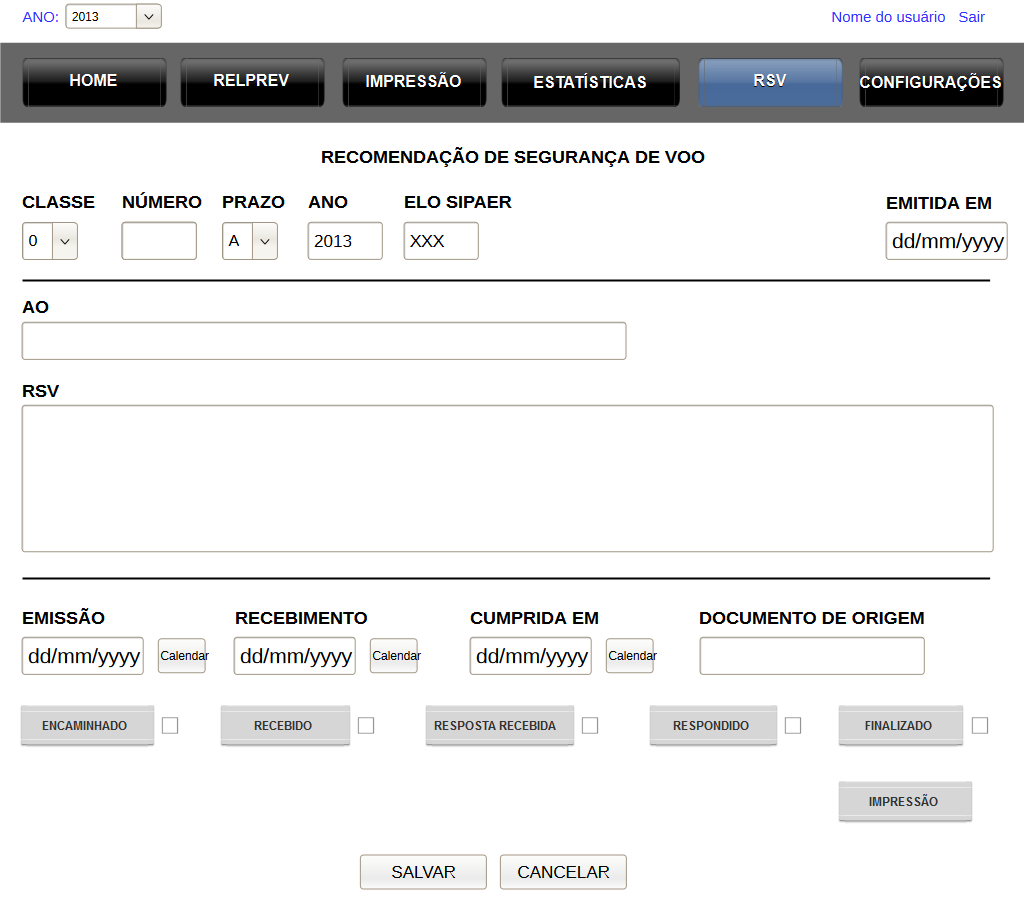 ANO: 2013 Nome do usuário Sair
HOME RELPREV IMPRESSÃO ESTATÍSTICAS RSV CONFIGURAÇÕES
RECOMENDAÇÃO DE SEGURANÇA DE VOO
CLASSE NÚMERO PRAZO ANO ELO SIPAER EMITIDA EM
0 A 2013 XXX dd/mm/yyyy
AO
RSV
EMISSÃO RECEBIMENTO CUMPRIDA EM DOCUMENTO DE ORIGEM
dd/mm/yyyy Calendar dd/mm/yyyy Calendar dd/mm/yyyy Calendar
ENCAMINHADO RECEBIDO RESPOSTA RECEBIDA RESPONDIDO FINALIZADO
IMPRESSÃO
SALVAR CANCELAR